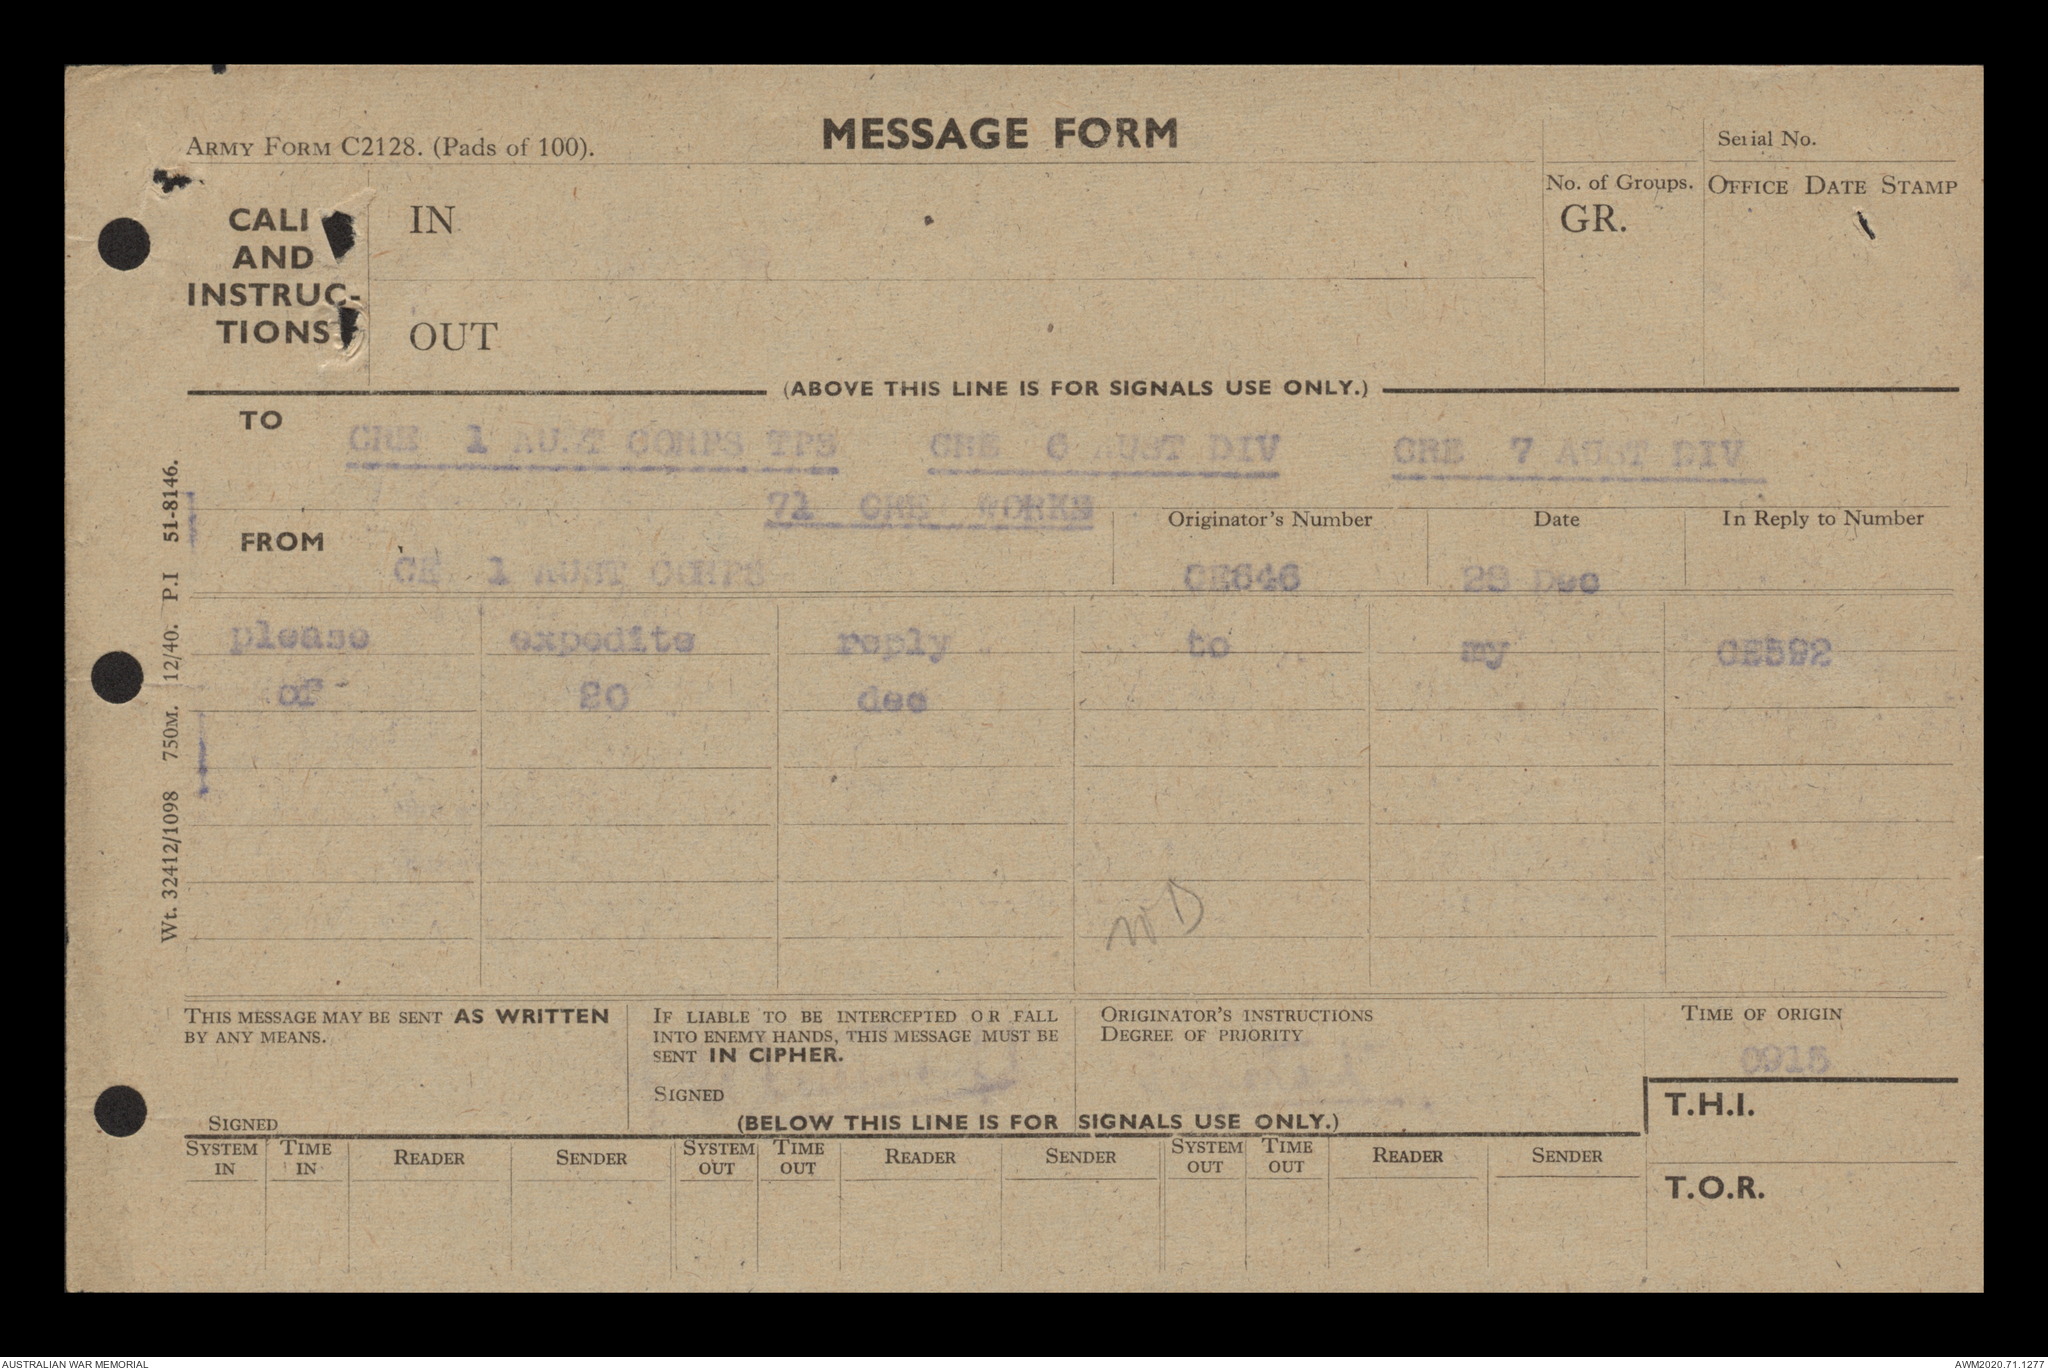 MESSAGE FORM
ARMY FORM C2128. (Pads of 100).
Serial No.
CALL AND INSTRUC-TIONS
IN
No. of Groups.
GR.
OFFICE DATE STAMP
OUT
(ABOVE THIS LINE IS FOR SIGNALS USE ONLY.)
TO
CRE 1 AUST CORPS TPS CRE 6 AUST DIV CRE 7 AUST DIV
71 CRE WORKS
FROM
CE 1 AUST CORPS
Originator's Number
CE646
Date
28 Dec
In Reply to Number
please expedite reply to my CE592
of 20 dec
WD
Wt. 32412/1098 750M. 12/40. P.I 51-8146.
THIS MESSAGE MAY BE SENT AS WRITTEN
BY ANY MEANS.
SIGNED
IF LIABLE TO BE INTERCEPTED OR FALL
INTO ENEMY HANDS, THIS MESSAGE MUST BE
SENT IN CIPHER.
SIGNED
ORIGINATOR'S INSTRUCTIONS
DEGREE OF PRIORITY
TIME OF ORIGIN
0915
(BELOW THIS LINE IS FOR SIGNALS USE ONLY.)
T.H.I.
SYSTEM IN TIME IN READER SENDER SYSTEM OUT TIME OUT READER SENDER SYSTEM OUT TIME OUT READER SENDER
T.O.R.
AUSTRALIAN WAR MEMORIAL
AWM2020.71.1277